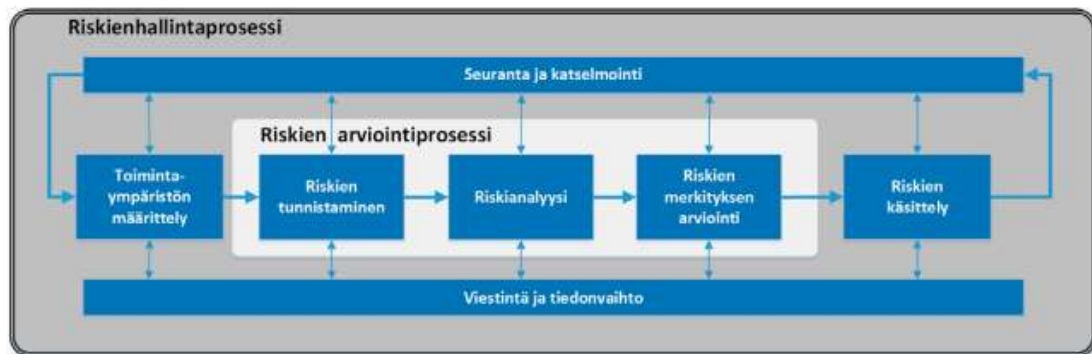 Riskienhallintaprosessi
Seuranta ja katselmointi
Riskien arviointiprosessi
Toiminta-
ympäristön
määrittely
Riskien
tunnistaminen
Riskianalyysi
Riskien
merkityksen
arviointi
Riskien
käsittely
Viestintä ja tiedonvaihto